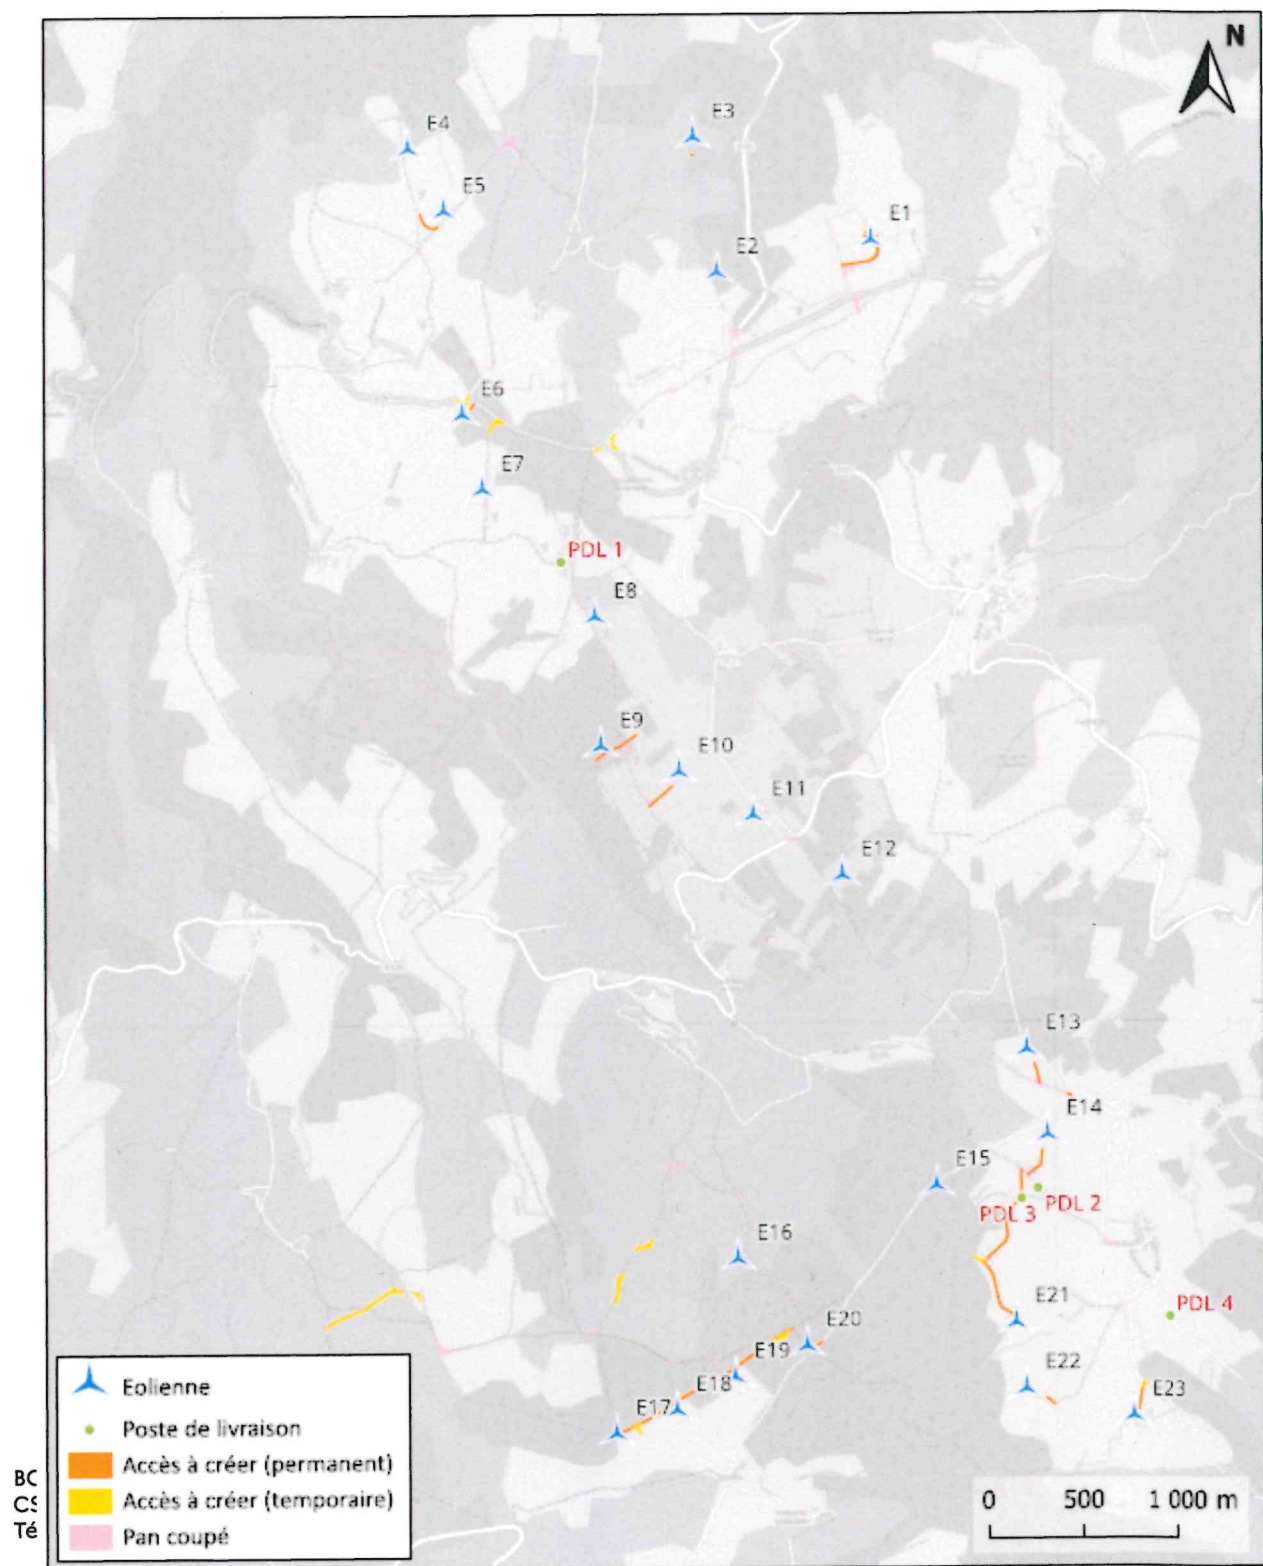 N
E3
E4
E5
E1
E2
E6
E7
PDL 1
E8
E9
E10
E11
E12
E13
E14
E15
PDL 2
PDL 3
E16
E21
PDL 4
E20
E19
E22
E18
E23
E17
Eolienne
Poste de livraison
Accès à créer (permanent)
Accès à créer (temporaire)
Pan coupé
BC
CS
Té
0 500 1 000 m